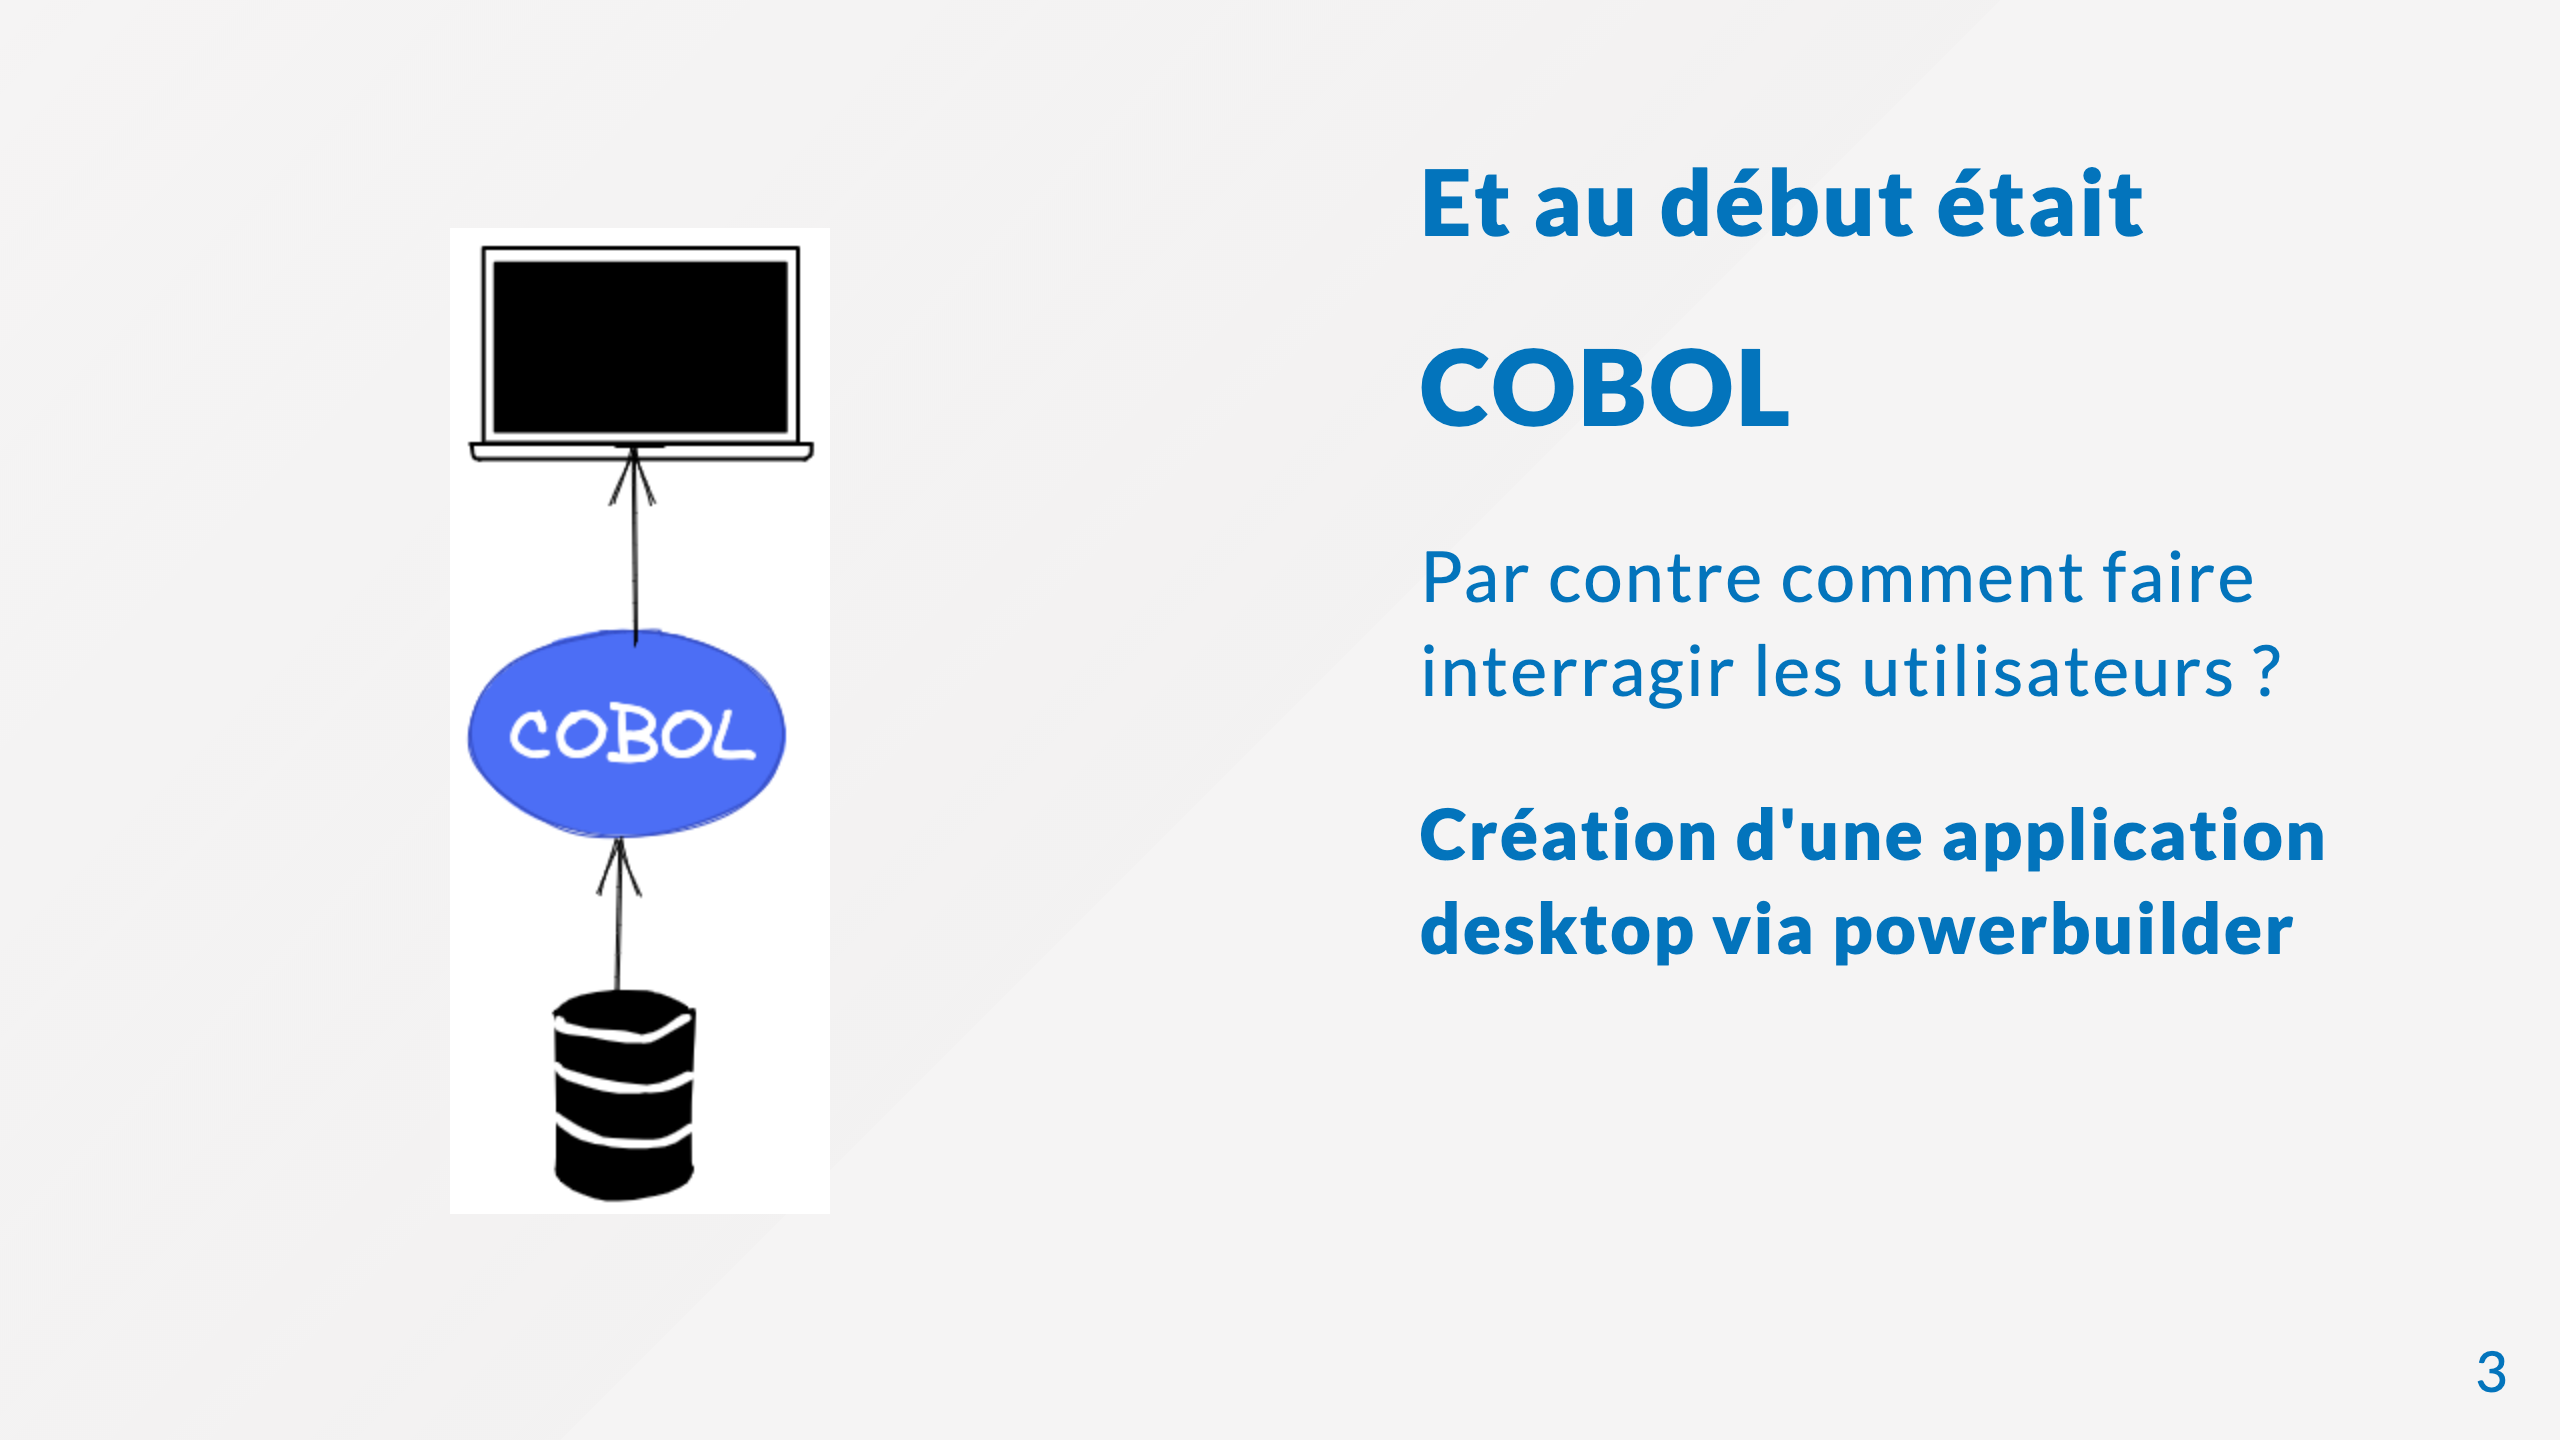 COBOL
Et au début était
COBOL
Par contre comment faire
interragir les utilisateurs ?
Création d'une application
desktop via powerbuilder
3